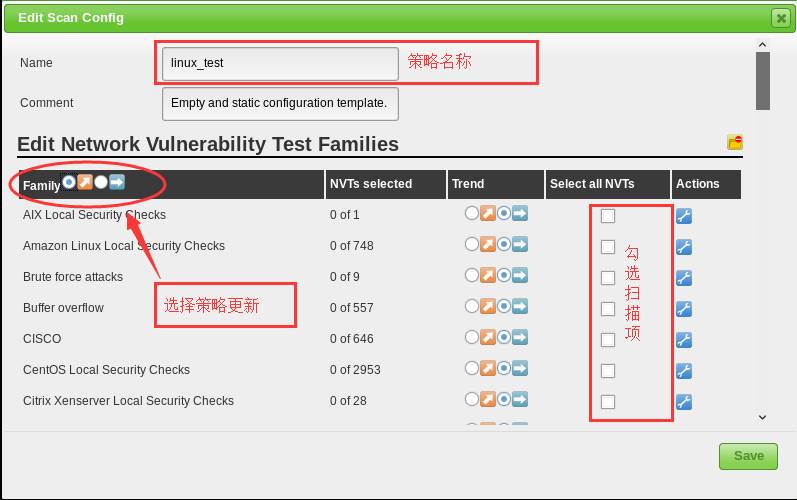 Edit Scan Config
Name linux_test 策略名称
Comment Empty and static configuration template.
Edit Network Vulnerability Test Families
Family NVTs selected Trend Select all NVTs Actions
AIX Local Security Checks 0 of 1
Amazon Linux Local Security Checks 0 of 748
Brute force attacks 0 of 9
Buffer overflow 0 of 557
CISCO 0 of 646
CentOS Local Security Checks 0 of 2953
Citrix Xenserver Local Security Checks 0 of 28
选择策略更新
勾选扫描项
Save